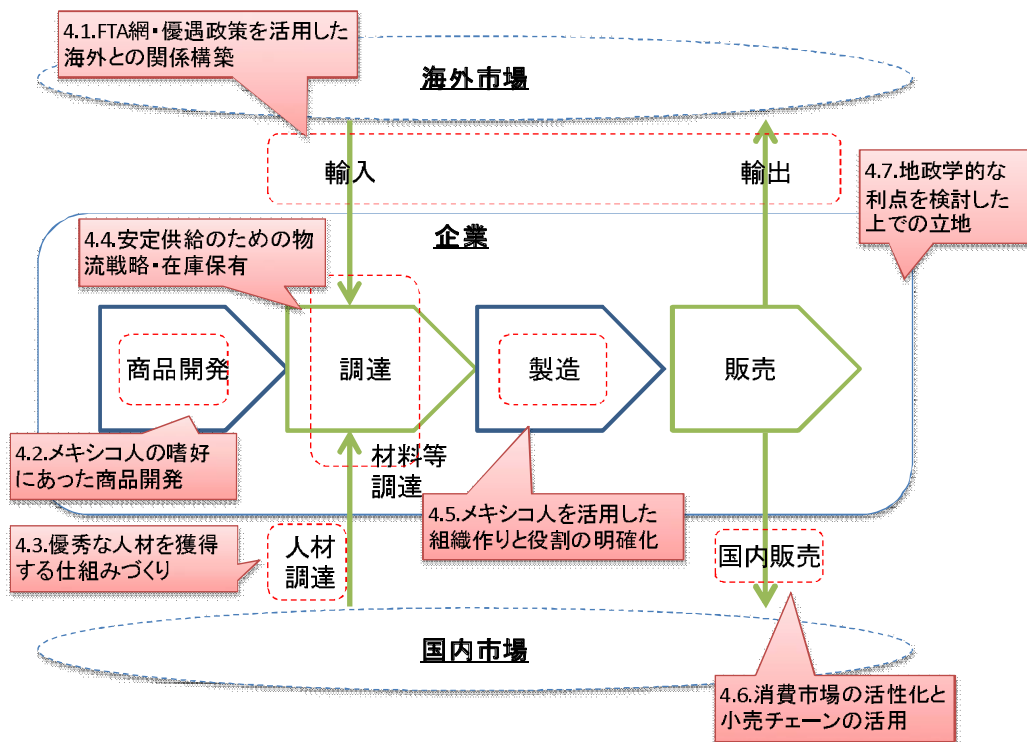 4.1.FTA網・優遇政策を活用した
海外との関係構築
海外市場
輸入
輸出
4.7.地政学的な
利点を検討した
上での立地
企業
4.4.安定供給のための物
流戦略・在庫保有
商品開発
調達
製造
販売
4.2.メキシコ人の嗜好
にあった商品開発
材料等
調達
4.5.メキシコ人を活用した
組織作りと役割の明確化
4.3.優秀な人材を獲得
する仕組みづくり
人材
調達
国内販売
国内市場
4.6.消費市場の活性化と
小売チェーンの活用